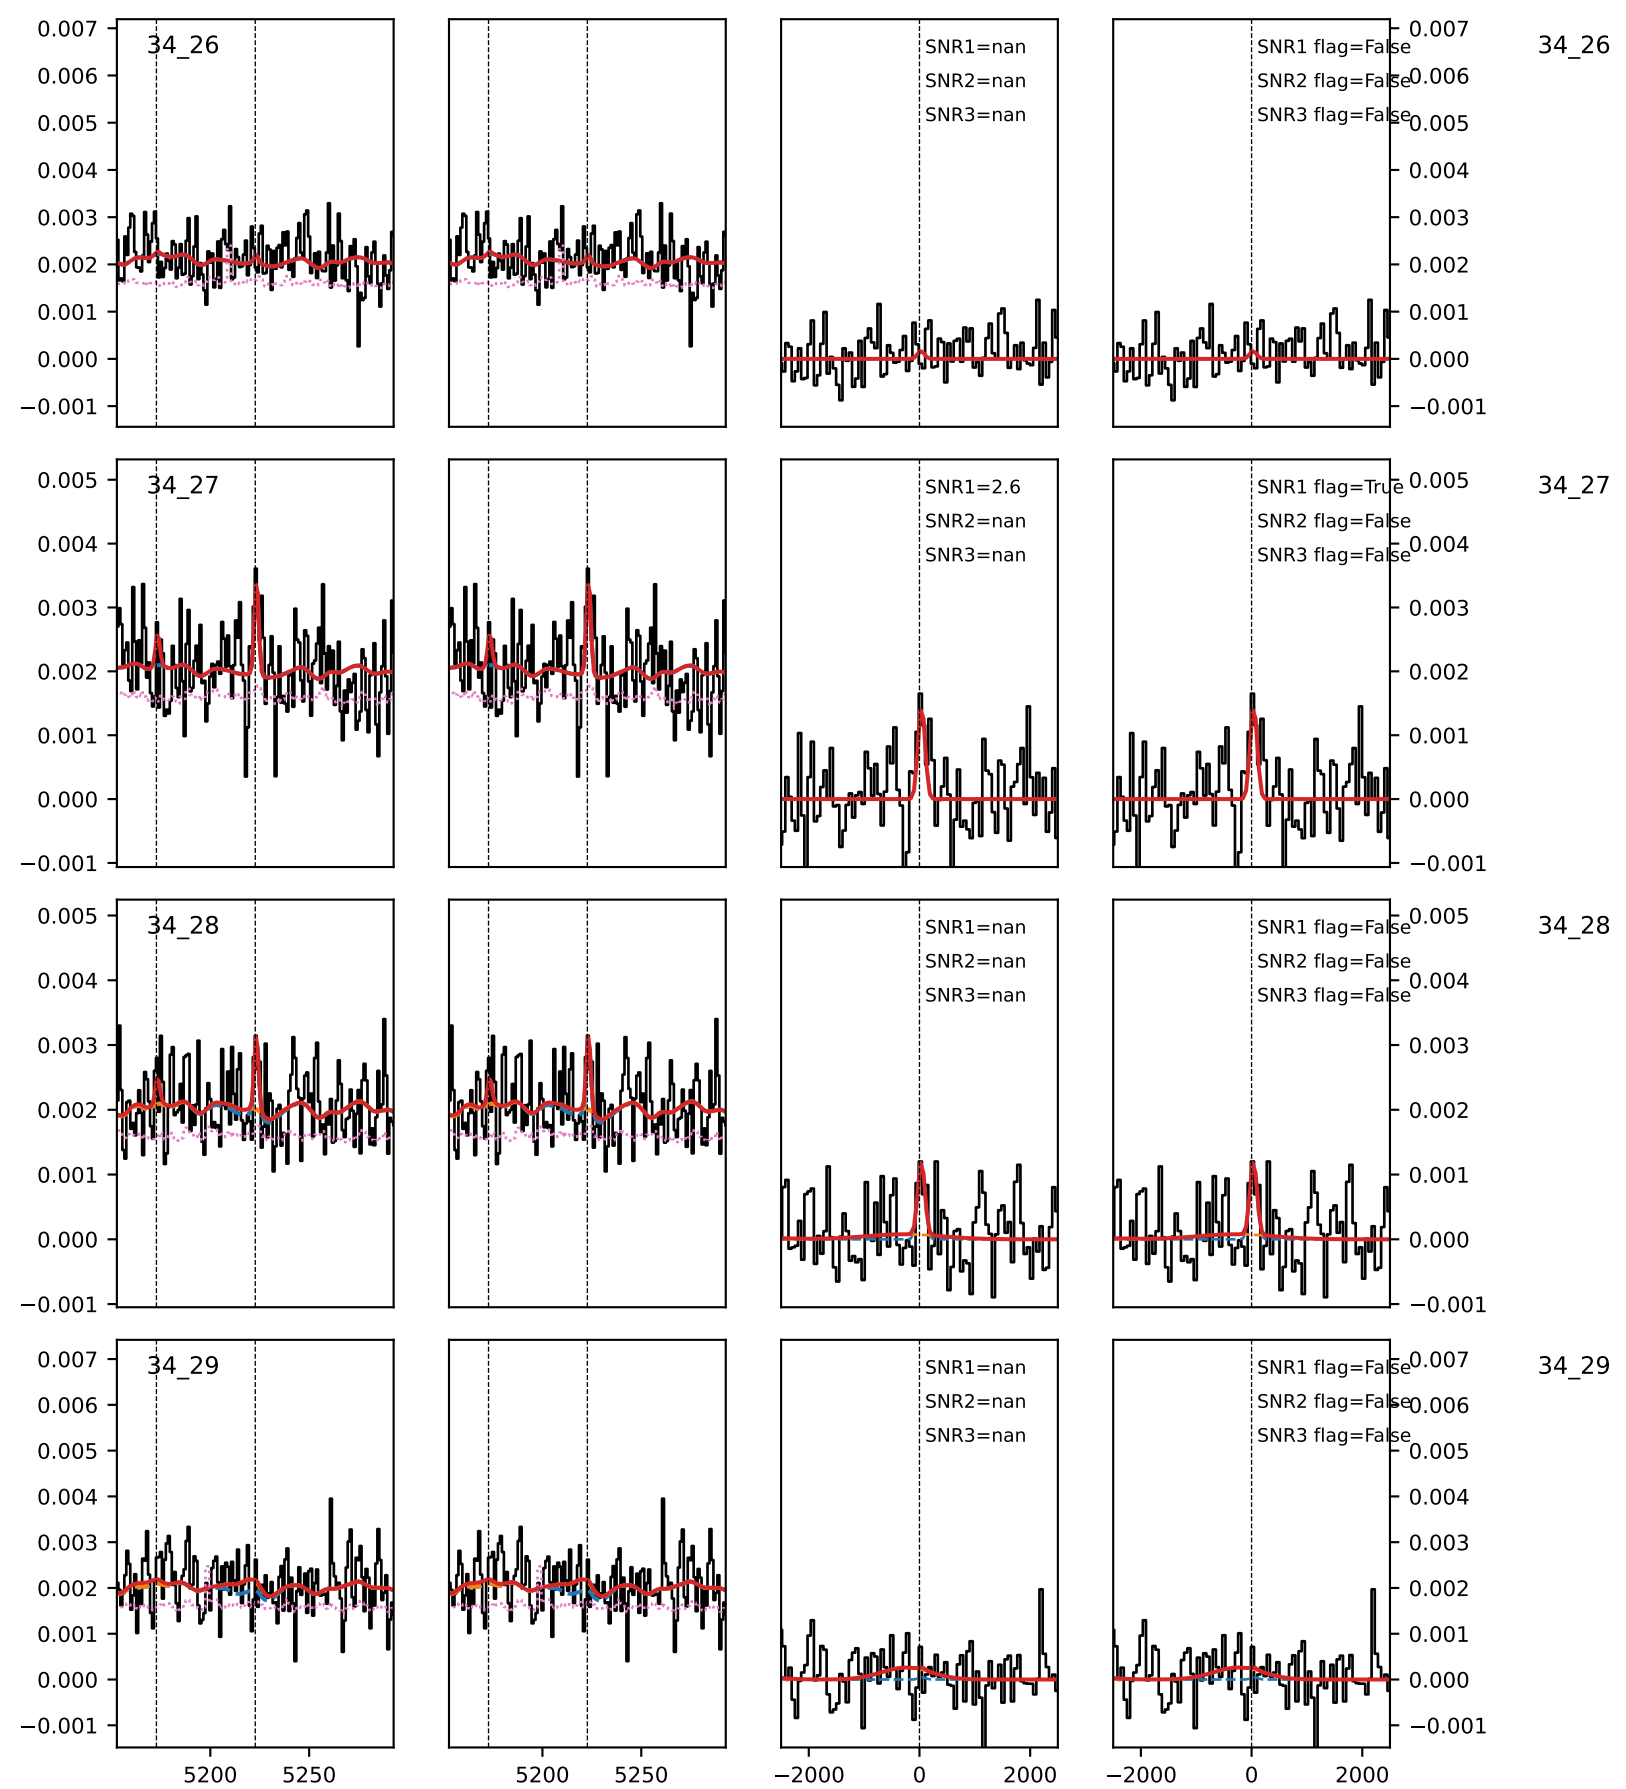 0.007
0.006
0.005
0.004
0.003
0.002
0.001
0.000
−0.001
34_26
SNR1=nan
SNR2=nan
SNR3=nan
SNR1 flag=False
SNR2 flag=False
SNR3 flag=False
0.007
0.006
0.005
0.004
0.003
0.002
0.001
0.000
−0.001
34_26
0.005
0.004
0.003
0.002
0.001
0.000
−0.001
34_27
SNR1=2.6
SNR2=nan
SNR3=nan
SNR1 flag=True
SNR2 flag=False
SNR3 flag=False
0.005
0.004
0.003
0.002
0.001
0.000
−0.001
34_27
0.005
0.004
0.003
0.002
0.001
0.000
−0.001
34_28
SNR1=nan
SNR2=nan
SNR3=nan
SNR1 flag=False
SNR2 flag=False
SNR3 flag=False
0.005
0.004
0.003
0.002
0.001
0.000
−0.001
34_28
0.007
0.006
0.005
0.004
0.003
0.002
0.001
0.000
−0.001
34_29
SNR1=nan
SNR2=nan
SNR3=nan
SNR1 flag=False
SNR2 flag=False
SNR3 flag=False
0.007
0.006
0.005
0.004
0.003
0.002
0.001
0.000
−0.001
34_29
5200 5250
5200 5250
−2000 0 2000
−2000 0 2000